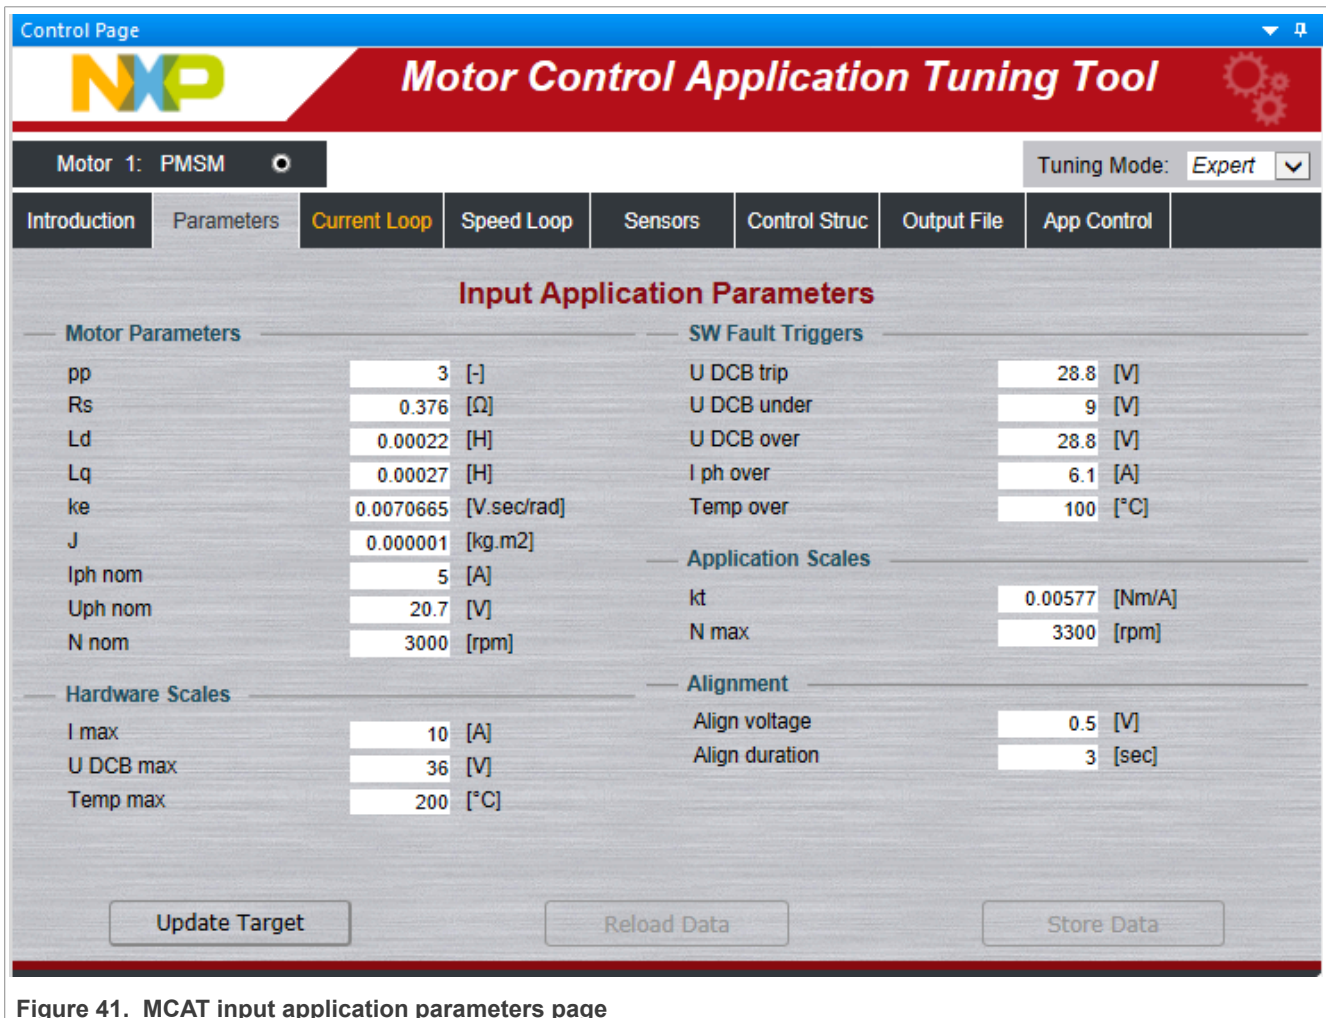 Control Page
NXP
Motor Control Application Tuning Tool
Motor 1: PMSM
Tuning Mode: Expert
Introduction Parameters Current Loop Speed Loop Sensors Control Struc Output File App Control
Input Application Parameters
Motor Parameters
pp 3 [-]
Rs 0.376 [Ω]
Ld 0.00022 [H]
Lq 0.00027 [H]
ke 0.0070665 [V.sec/rad]
J 0.000001 [kg.m2]
Iph nom 5 [A]
Uph nom 20.7 [V]
N nom 3000 [rpm]
Hardware Scales
I max 10 [A]
U DCB max 36 [V]
Temp max 200 [°C]
SW Fault Triggers
U DCB trip 28.8 [V]
U DCB under 9 [V]
U DCB over 28.8 [V]
I ph over 6.1 [A]
Temp over 100 [°C]
Application Scales
kt 0.00577 [Nm/A]
N max 3300 [rpm]
Alignment
Align voltage 0.5 [V]
Align duration 3 [sec]
Update Target Reload Data Store Data
Figure 41. MCAT input application parameters page